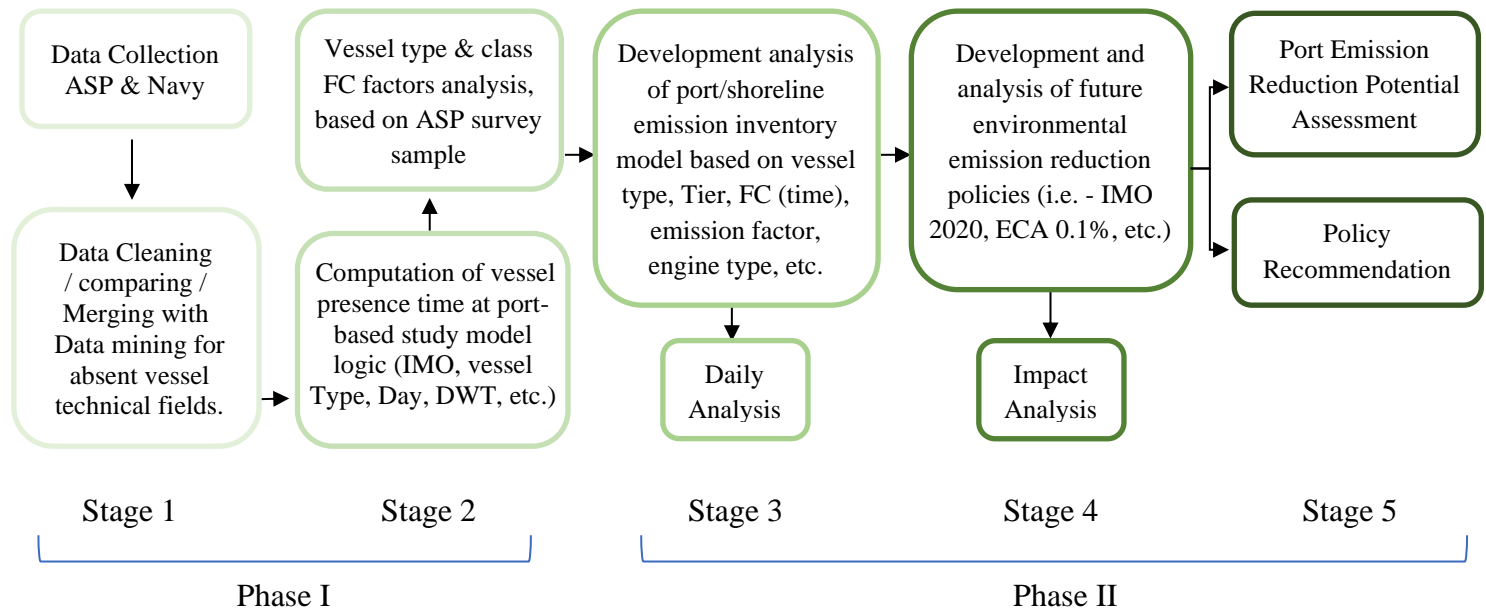 Data Collection
ASP & Navy
Data Cleaning
/ comparing /
Merging with
Data mining for
absent vessel
technical fields.
Vessel type & class
FC factors analysis,
based on ASP survey
sample
Computation of vessel
presence time at port-
based study model
logic (IMO, vessel
Type, Day, DWT, etc.)
Development analysis
of port/shoreline
emission inventory
model based on vessel
type, Tier, FC (time),
emission factor,
engine type, etc.
Daily
Analysis
Development and
analysis of future
environmental
emission reduction
policies (i.e. - IMO
2020, ECA 0.1%, etc.)
Impact
Analysis
Port Emission
Reduction Potential
Assessment
Policy
Recommendation
Stage 1
Stage 2
Stage 3
Stage 4
Stage 5
Phase I
Phase II